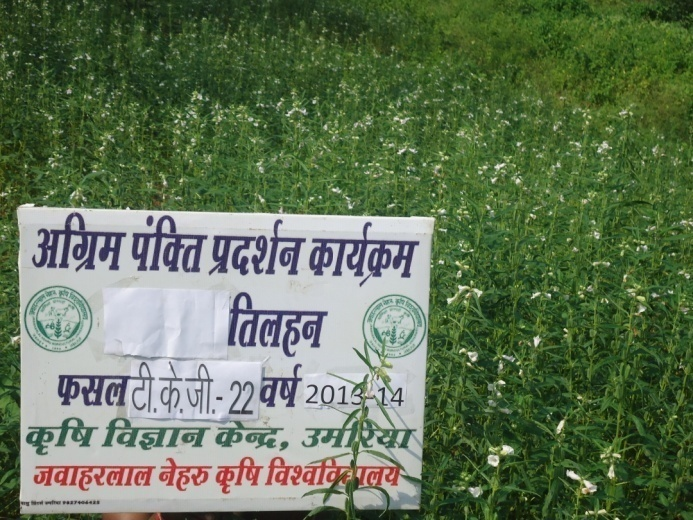 अग्रिम पंक्ति प्रदर्शन कार्यक्रम
तिलहन
फसल टी.के.जी.- 22 वर्ष 2013-14
कृषि विज्ञान केन्द्र, उमरिया
जवाहरलाल नेहरु कृषि विश्वविद्यालय